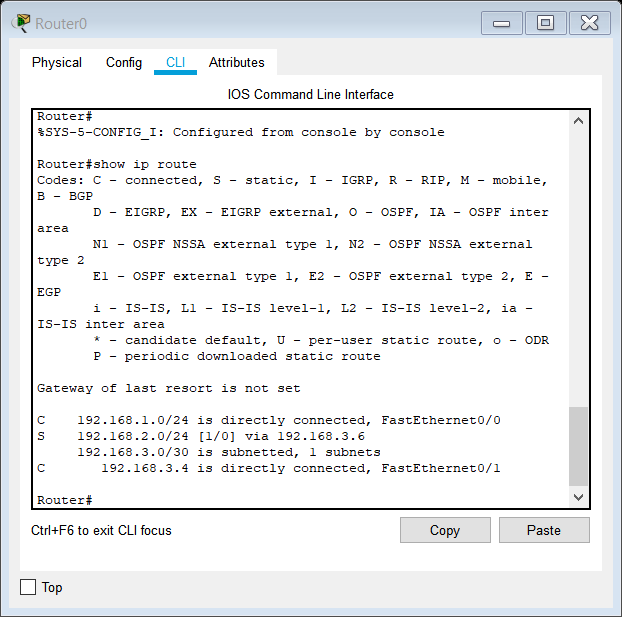 Router0
Physical Config CLI Attributes
IOS Command Line Interface
Router#
%SYS-5-CONFIG_I: Configured from console by console
Router#show ip route
Codes: C - connected, S - static, I - IGRP, R - RIP, M - mobile,
B - BGP
D - EIGRP, EX - EIGRP external, O - OSPF, IA - OSPF inter
area
N1 - OSPF NSSA external type 1, N2 - OSPF NSSA external
type 2
E1 - OSPF external type 1, E2 - OSPF external type 2, E -
EGP
i - IS-IS, L1 - IS-IS level-1, L2 - IS-IS level-2, ia -
IS-IS inter area
* - candidate default, U - per-user static route, o - ODR
P - periodic downloaded static route
Gateway of last resort is not set
C 192.168.1.0/24 is directly connected, FastEthernet0/0
S 192.168.2.0/24 [1/0] via 192.168.3.6
192.168.3.0/30 is subnetted, 1 subnets
C 192.168.3.4 is directly connected, FastEthernet0/1
Router#
Ctrl+F6 to exit CLI focus
Copy Paste
Top